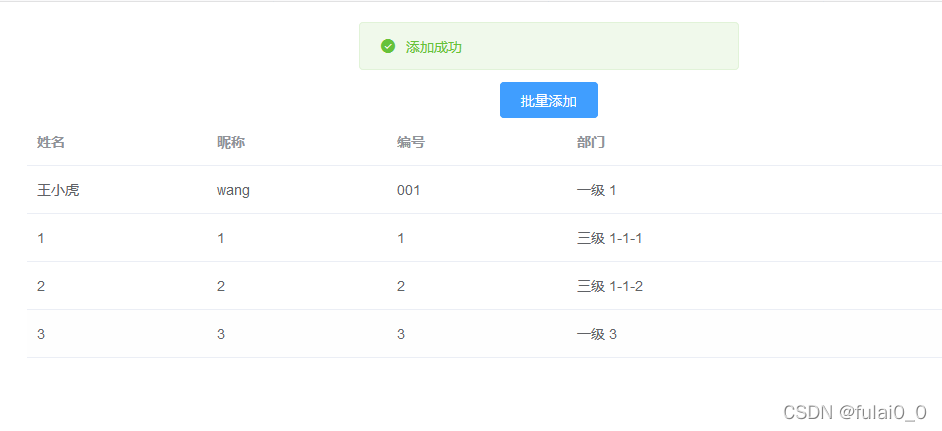 添加成功
批量添加
姓名 昵称 编号 部门
王小虎 wang 001 一级 1
1 1 1 三级 1-1-1
2 2 2 三级 1-1-2
3 3 3 一级 3
CSDN @fulai0_0